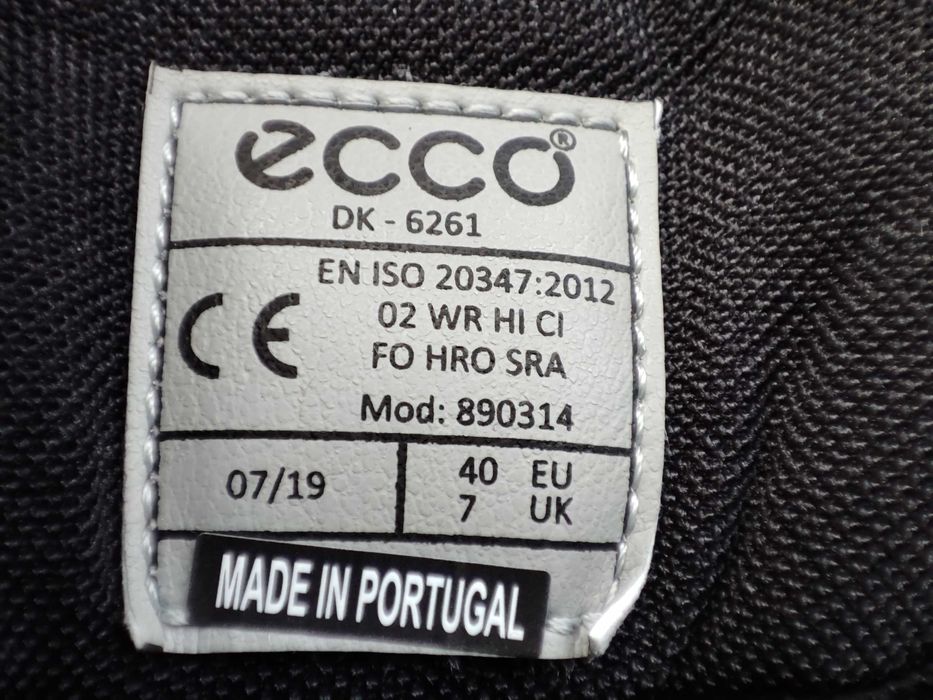 ecco®
DK - 6261
EN ISO 20347:2012
CE
02 WR HI CI
FO HRO SRA
Mod: 890314
07/19
40 EU
7 UK
MADE IN PORTUGAL